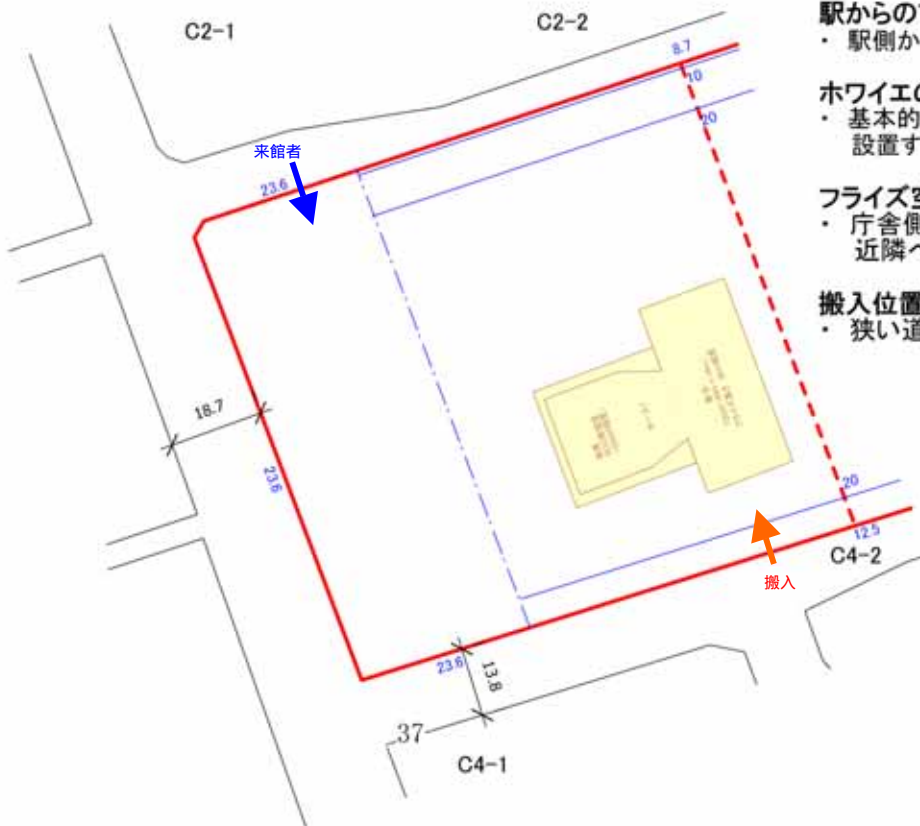 C2-1
C2-2
8.7
10
20
来館者
23.6
18.7
23.6
20
12.5
C4-2
搬入
23.6
13.8
37
C4-1
駅からの
・ 駅側か
ホワイエの
・ 基本的
設置す
フライズ
・ 庁舎側
近隣へ
搬入位置
・ 狭い道